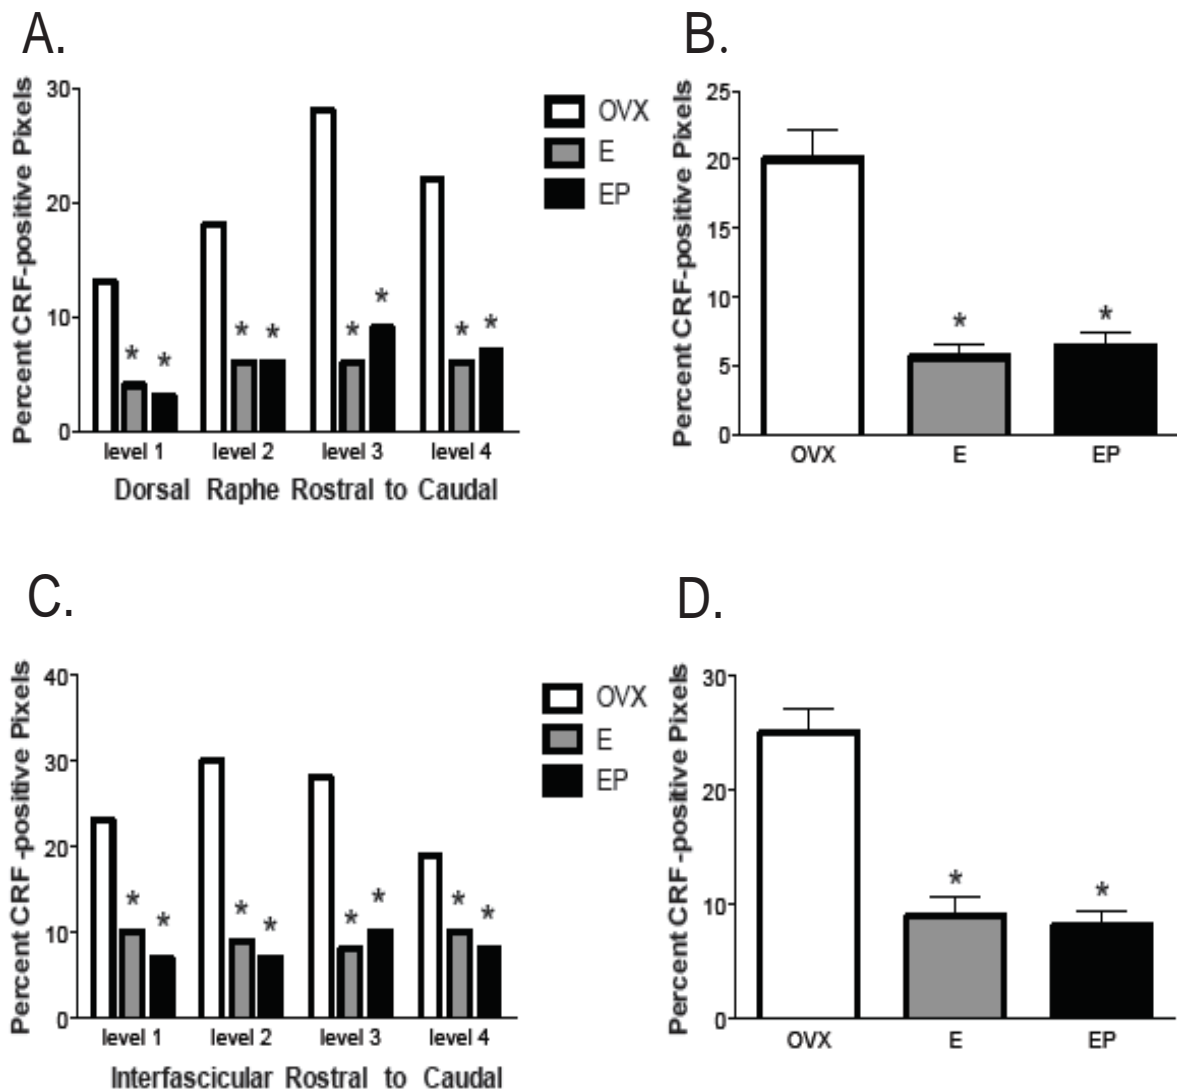 A.
Percent CRF-positive Pixels
30
20
10
0
OVX
E
EP
* * * * * * * *
level 1 level 2 level 3 level 4
Dorsal Raphe Rostral to Caudal
B.
Percent CRF-positive Pixels
25
20
15
10
5
0
* *
OVX E EP
C.
Percent CRF -positive Pixels
40
30
20
10
0
OVX
E
EP
* * * * * * * *
level 1 level 2 level 3 level 4
Interfascicular Rostral to Caudal
D.
Percent CRF -positive Pixels
30
20
10
0
* *
OVX E EP